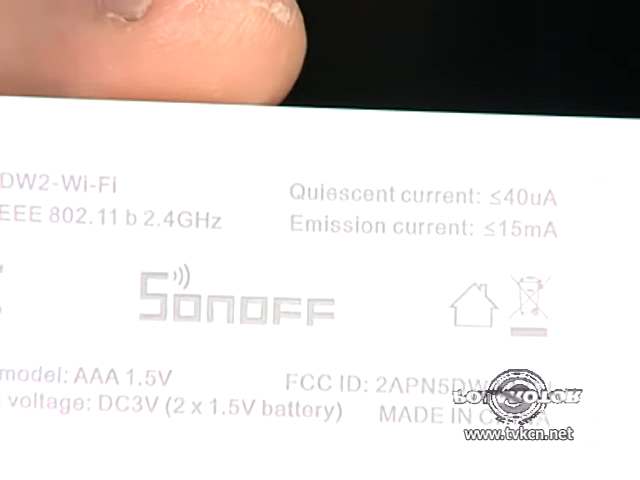 DW2-Wi-Fi
EEE 802.11 b 2.4GHz
Quiescent current: ≤40uA
Emission current: ≤15mA
SONOFF
model: AAA 1.5V
voltage: DC3V (2 x 1.5V battery)
FCC ID: 2APN5DW
MADE IN
www.tvkcn.net